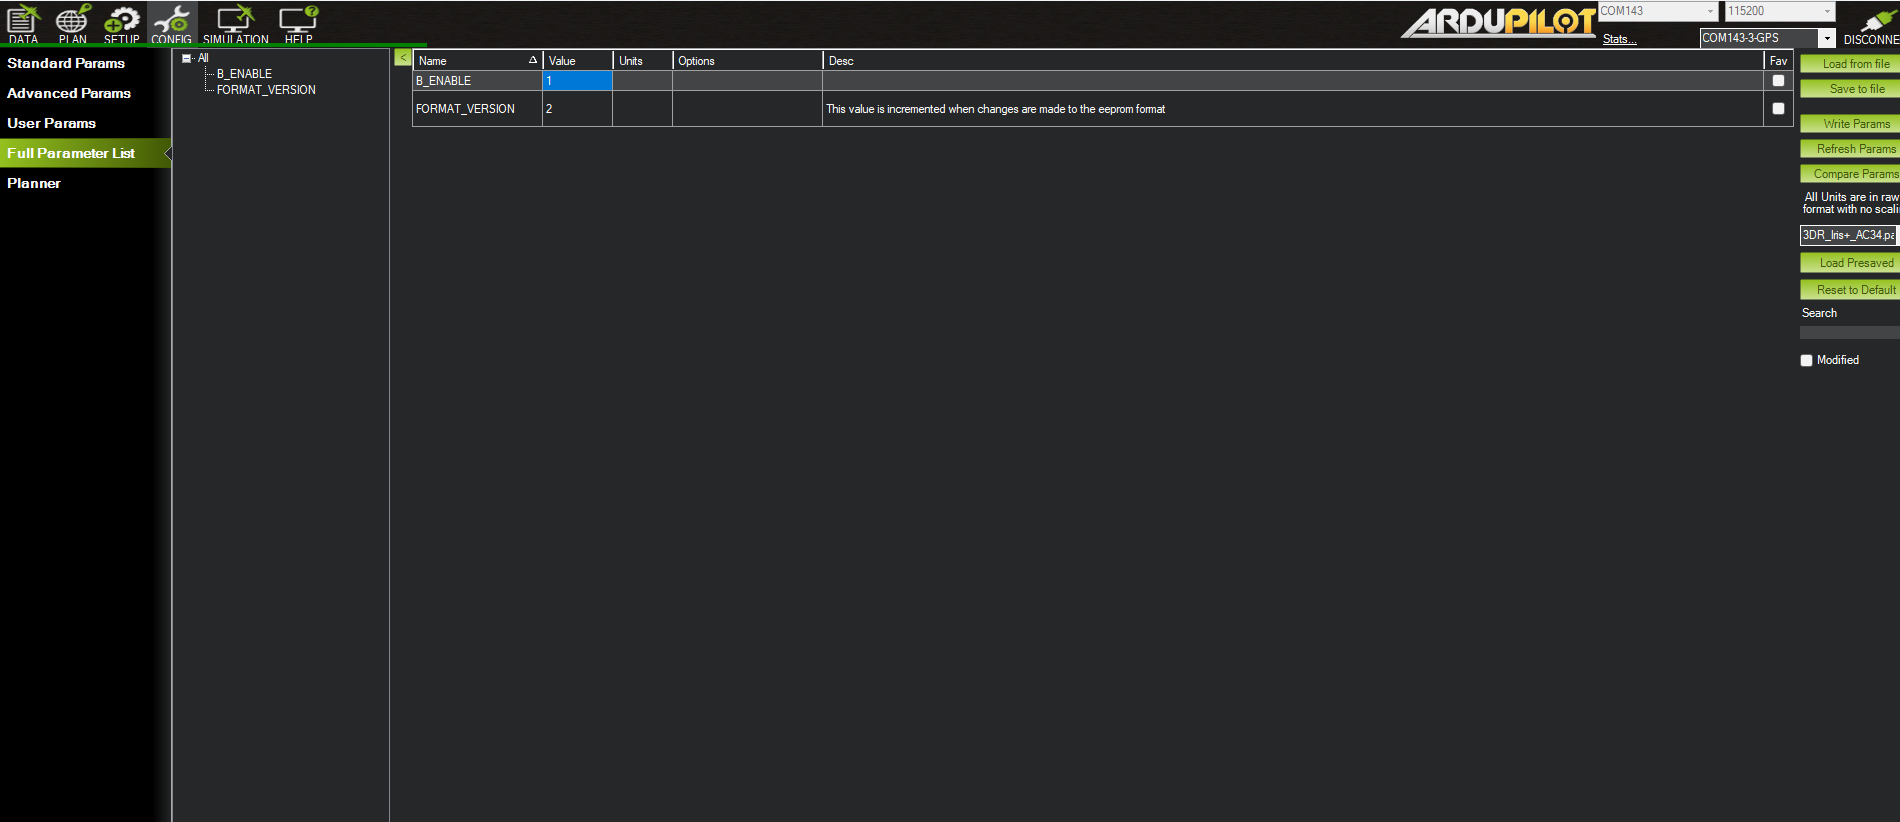 DATA PLAN SETUP CONFIG SIMULATION HELP
ARDUPILOT
COM143 115200
Stats... COM143-3-GPS DISCONNE
Standard Params
Advanced Params
User Params
Full Parameter List
Planner
All
B_ENABLE
FORMAT_VERSION
<
Name Value Units Options Desc Fav
B_ENABLE 1
FORMAT_VERSION 2 This value is incremented when changes are made to the eeprom format
Load from file
Save to file
Write Params
Refresh Params
Compare Params
All Units are in raw
format with no scali
3DR_Iris+_AC34.pa
Load Presaved
Reset to Default
Search
Modified